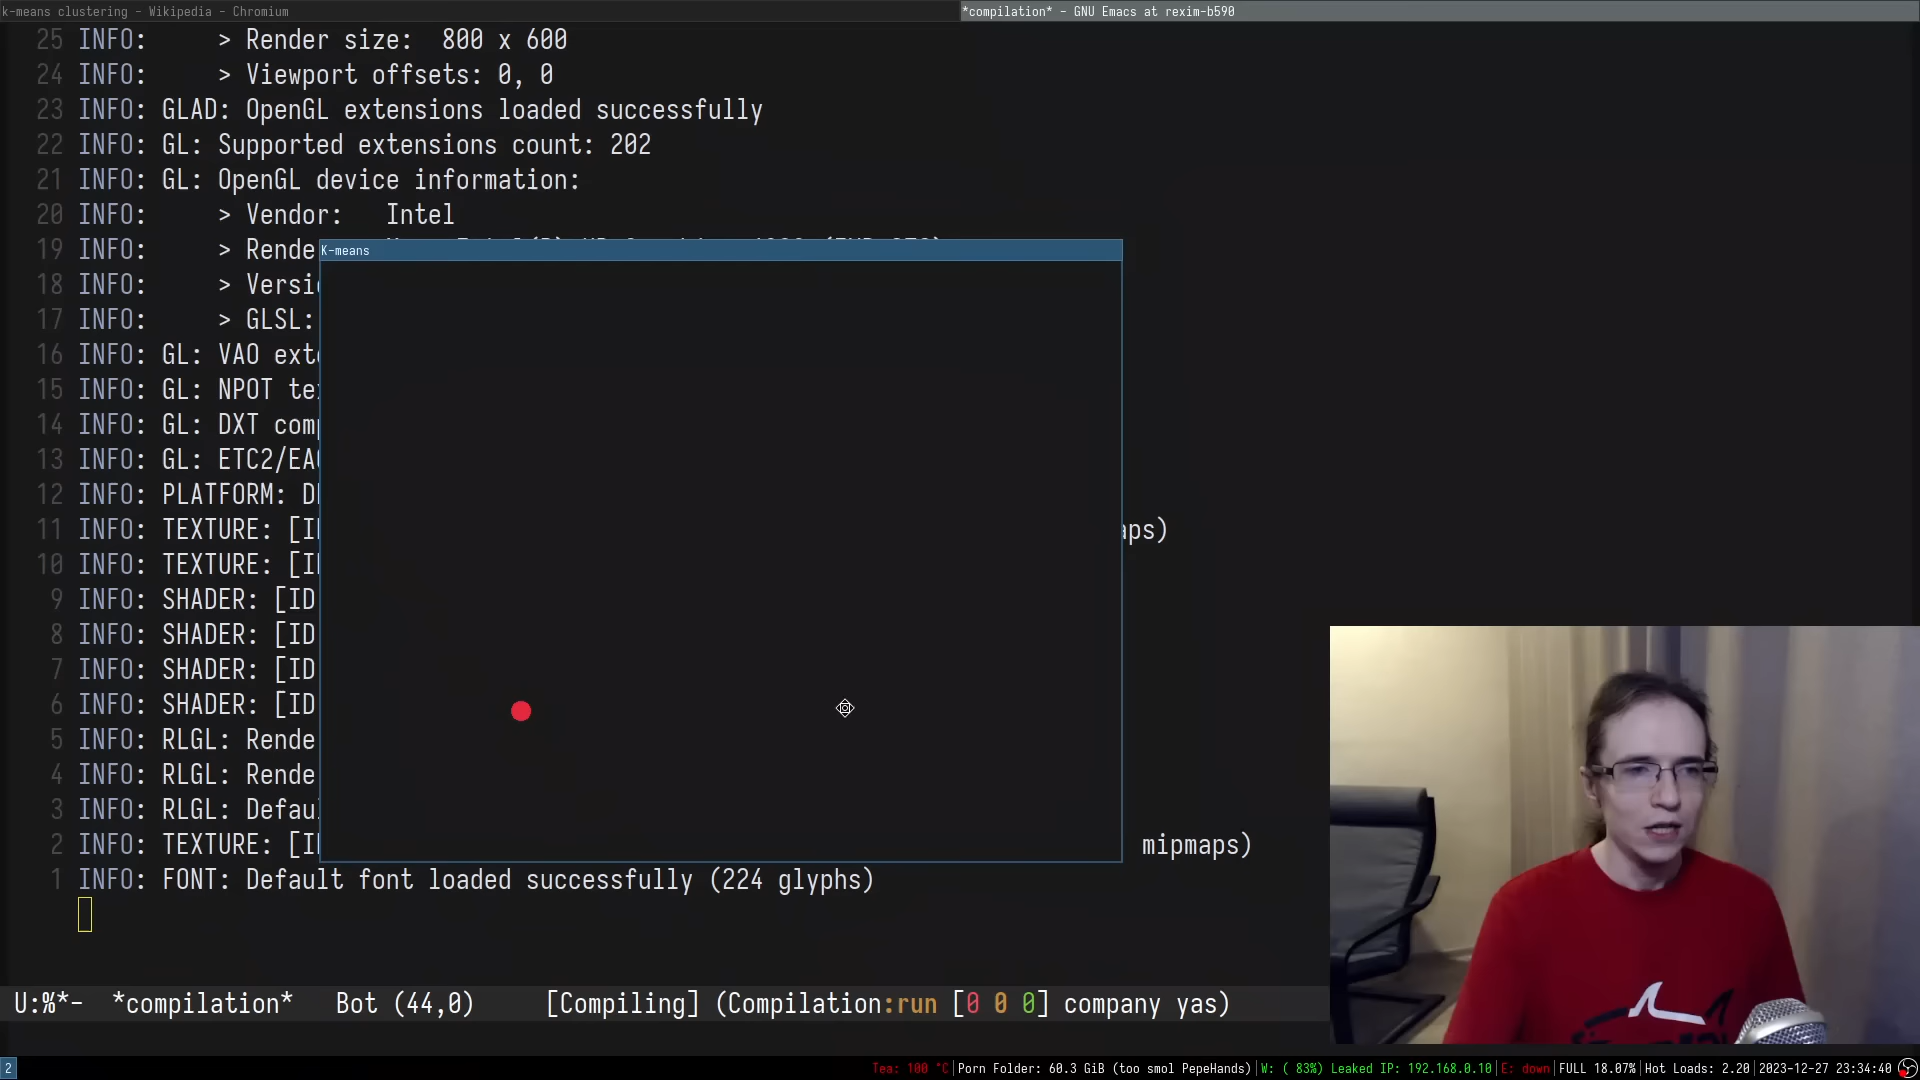 k-means clustering - Wikipedia - Chromium
*compilation* - GNU Emacs at rexim-b590
25 INFO:     > Render size:  800 x 600
24 INFO:     > Viewport offsets: 0, 0
23 INFO: GLAD: OpenGL extensions loaded successfully
22 INFO: GL: Supported extensions count: 202
21 INFO: GL: OpenGL device information:
20 INFO:     > Vendor:   Intel
19 INFO:     > Rende
K-means
18 INFO:     > Versi
17 INFO:     > GLSL:
16 INFO: GL: VAO ext
15 INFO: GL: NPOT te
14 INFO: GL: DXT com
13 INFO: GL: ETC2/EA
12 INFO: PLATFORM: D
11 INFO: TEXTURE: [I aps)
10 INFO: TEXTURE: [I
9 INFO: SHADER: [ID
8 INFO: SHADER: [ID
7 INFO: SHADER: [ID
6 INFO: SHADER: [ID
5 INFO: RLGL: Rende
4 INFO: RLGL: Rende
3 INFO: RLGL: Defau
2 INFO: TEXTURE: [I mipmaps)
1 INFO: FONT: Default font loaded successfully (224 glyphs)
U:%*-  *compilation*   Bot (44,0)     [Compiling] (Compilation:run [0 0 0] company yas)
2
Tea: 100 °C|Porn Folder: 60.3 GiB (too smol PepeHands)|W: ( 83%) Leaked IP: 192.168.0.10|E: down|FULL 18.07%|Hot Loads: 2.20|2023-12-27 23:34:40